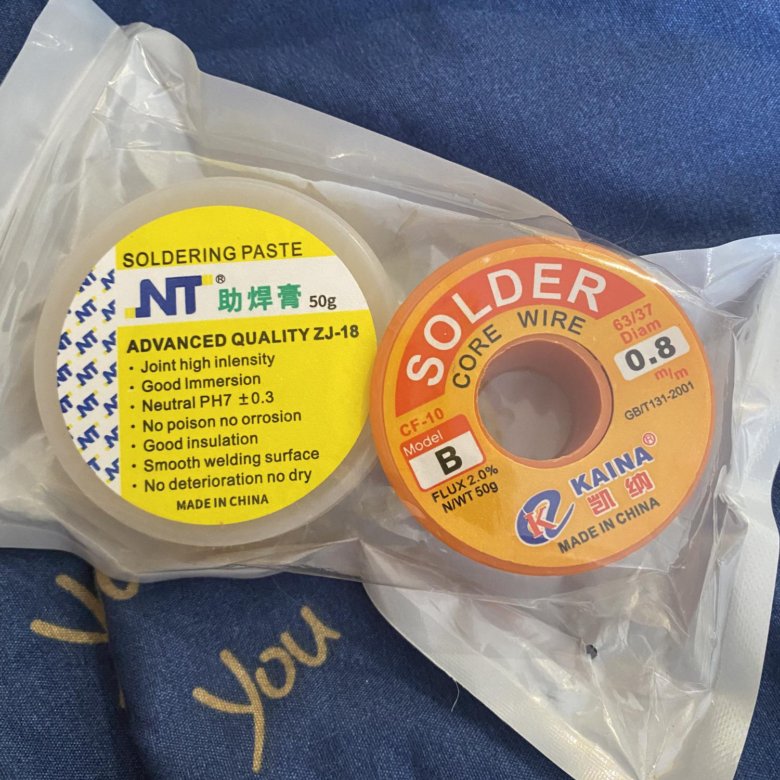 SOLDERING PASTE
NT®
助焊膏 50g
ADVANCED QUALITY ZJ-18
· Joint high inlensity
· Good Immersion
· Neutral PH7 ±0.3
· No poison no orrosion
· Good insulation
· Smooth welding surface
· No deterioration no dry
MADE IN CHINA
SOLDER
CORE WIRE
63/37
Diam
0.8
m/m
GB/T131-2001
CF-10
Model
B
FLUX 2.0%
N/WT 50g
K
KAINA®
凯纳
MADE IN CHINA
You